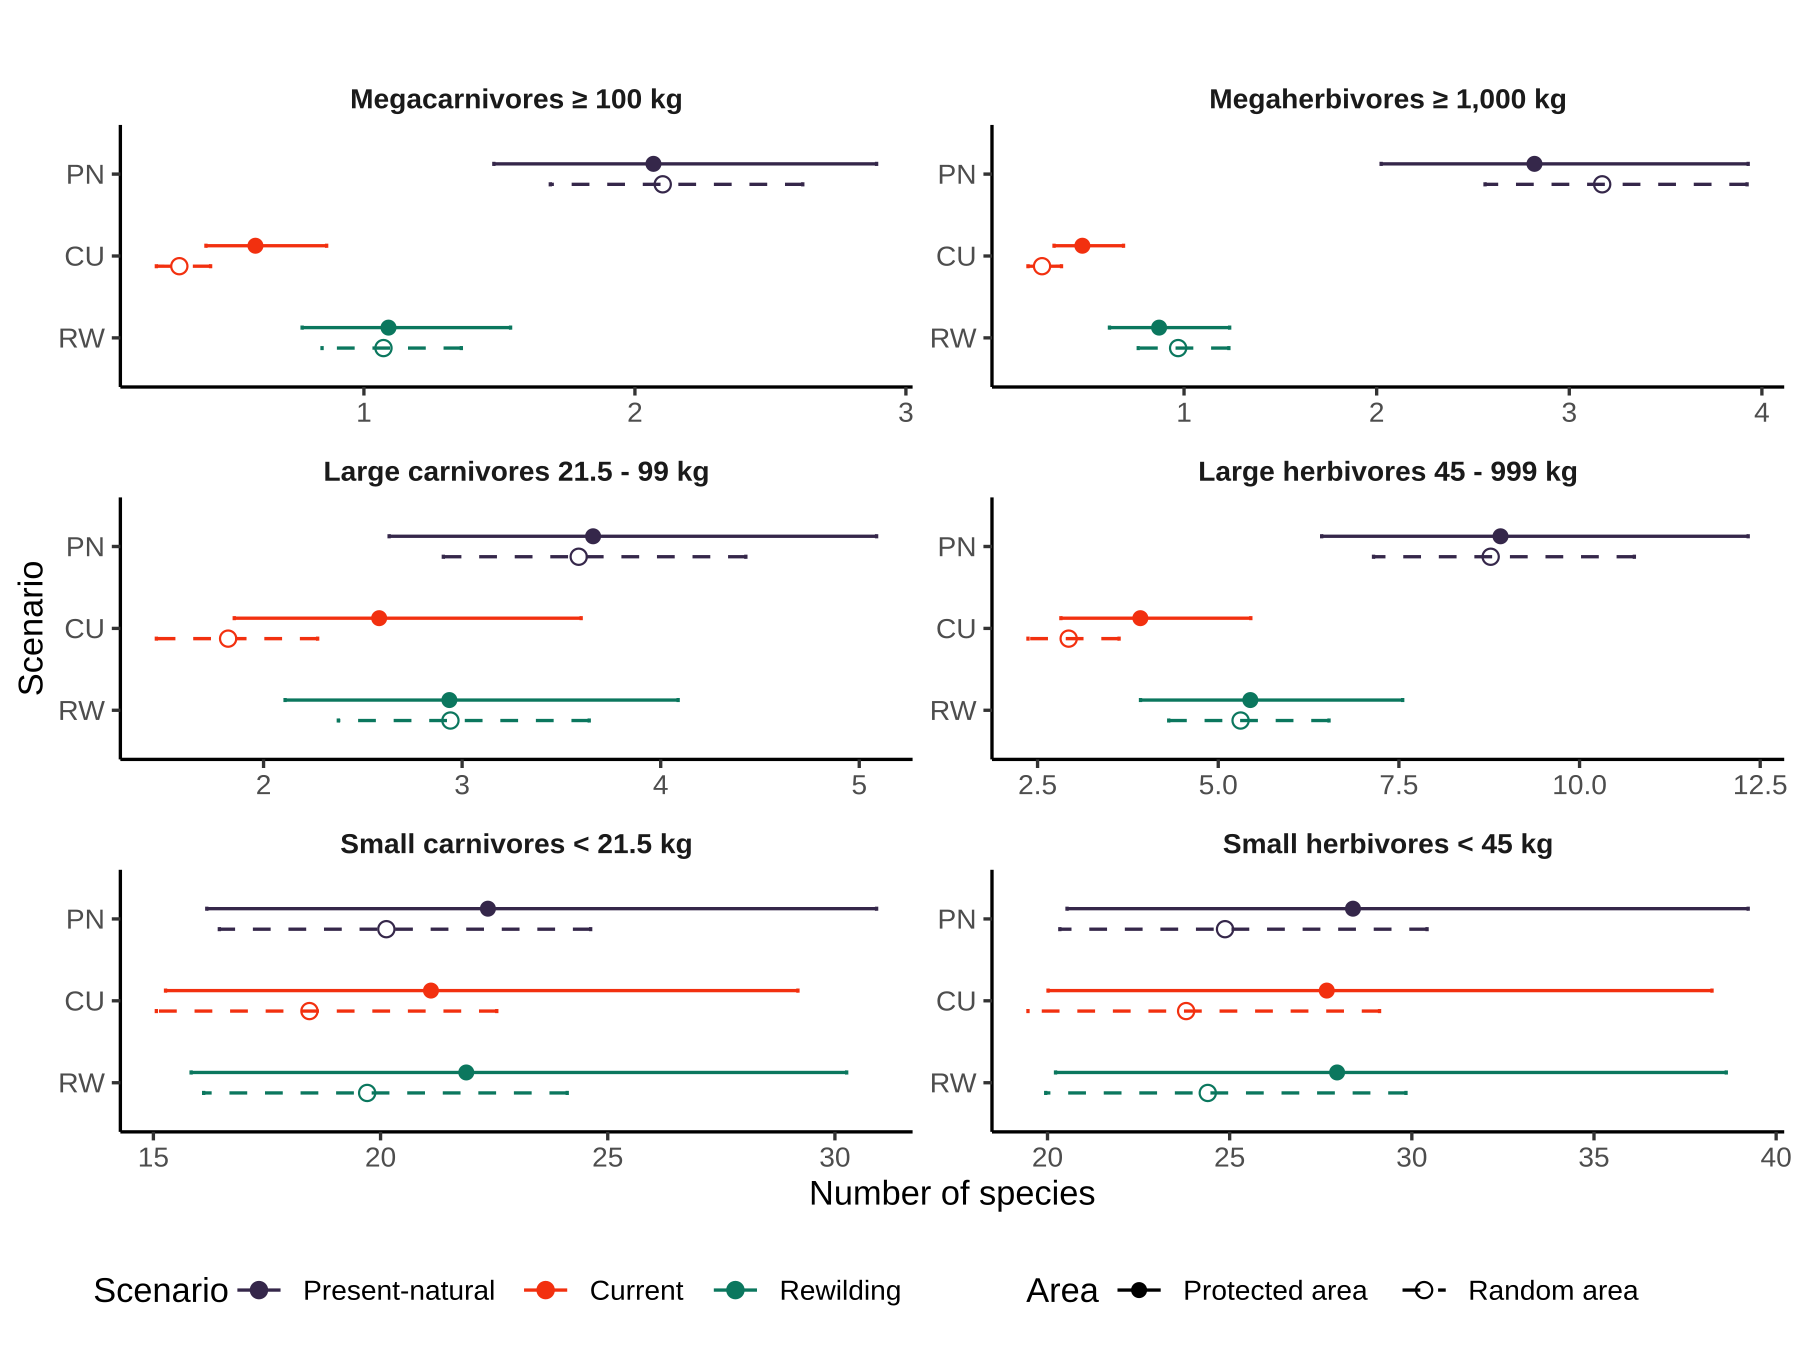 Megacarnivores ≥ 100 kg
PN
CU
RW
1 2 3
Megaherbivores ≥ 1,000 kg
PN
CU
RW
1 2 3 4
Large carnivores 21.5 - 99 kg
PN
CU
RW
2 3 4 5
Large herbivores 45 - 999 kg
PN
CU
RW
2.5 5.0 7.5 10.0 12.5
Scenario
Small carnivores < 21.5 kg
PN
CU
RW
15 20 25 30
Small herbivores < 45 kg
PN
CU
RW
20 25 30 35 40
Number of species
Scenario Present-natural Current Rewilding Area Protected area Random area